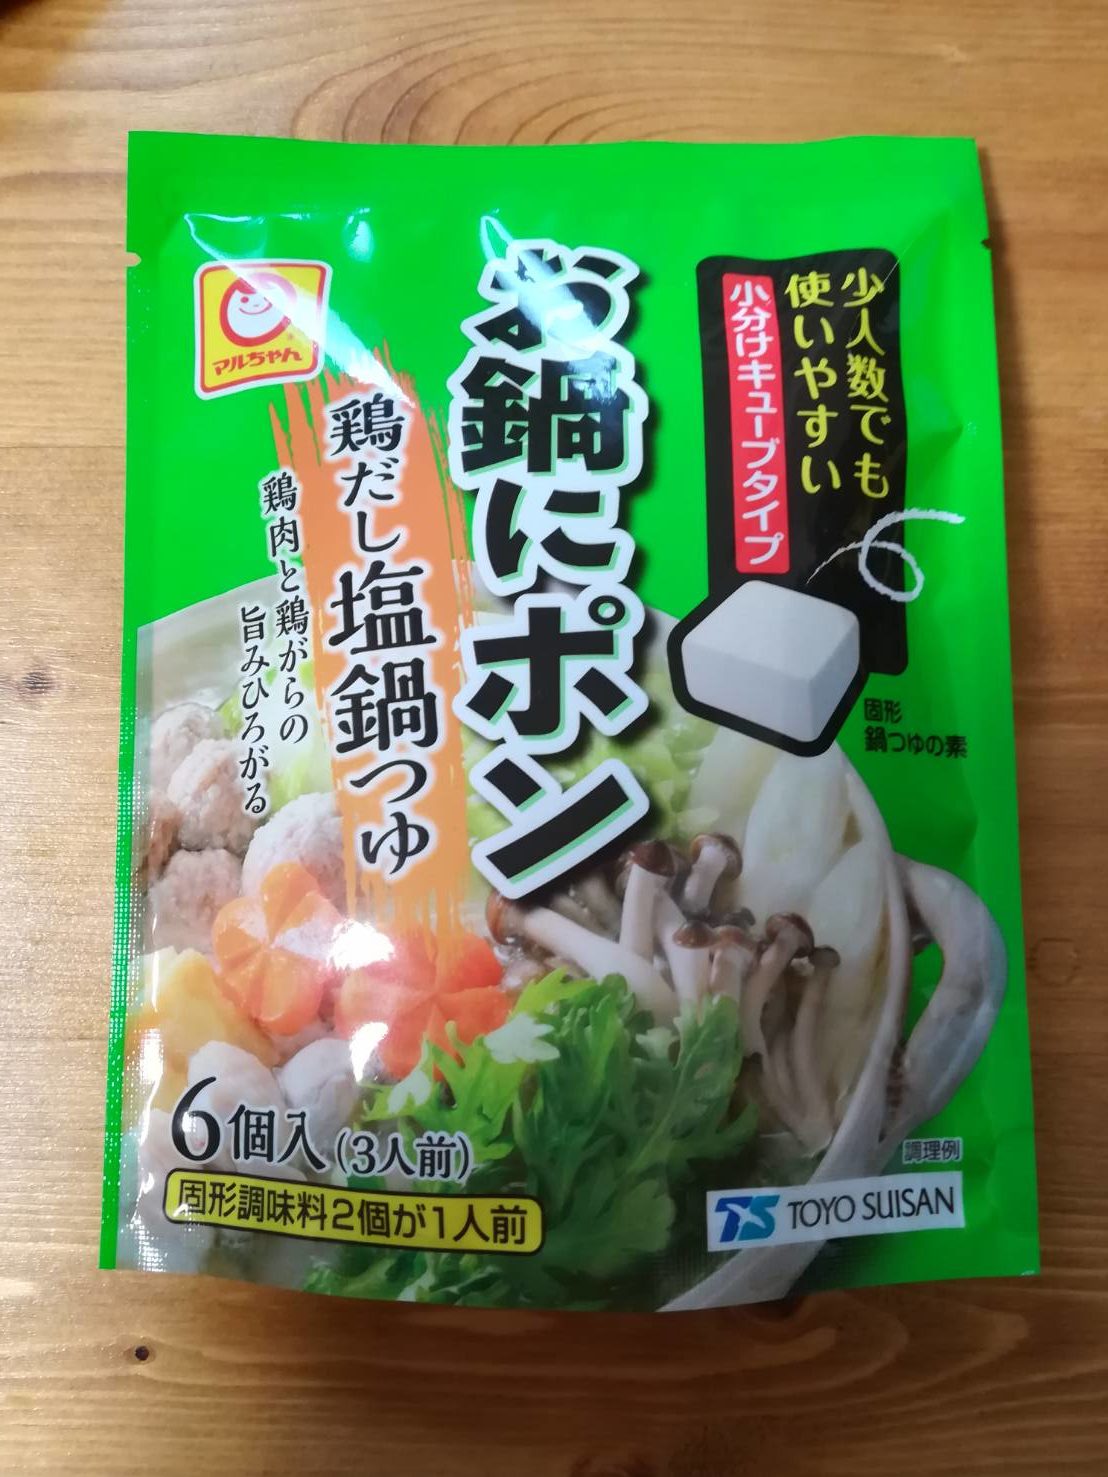 マルちゃん
お鍋にポン
鶏だし塩鍋つゆ
鶏肉と鶏がらの
旨みひろがる
少人数でも
使いやすい
小分けキューブタイプ
固形
鍋つゆの素
6個入(3人前)
固形調味料2個が1人前
調理例
TS TOYO SUISAN